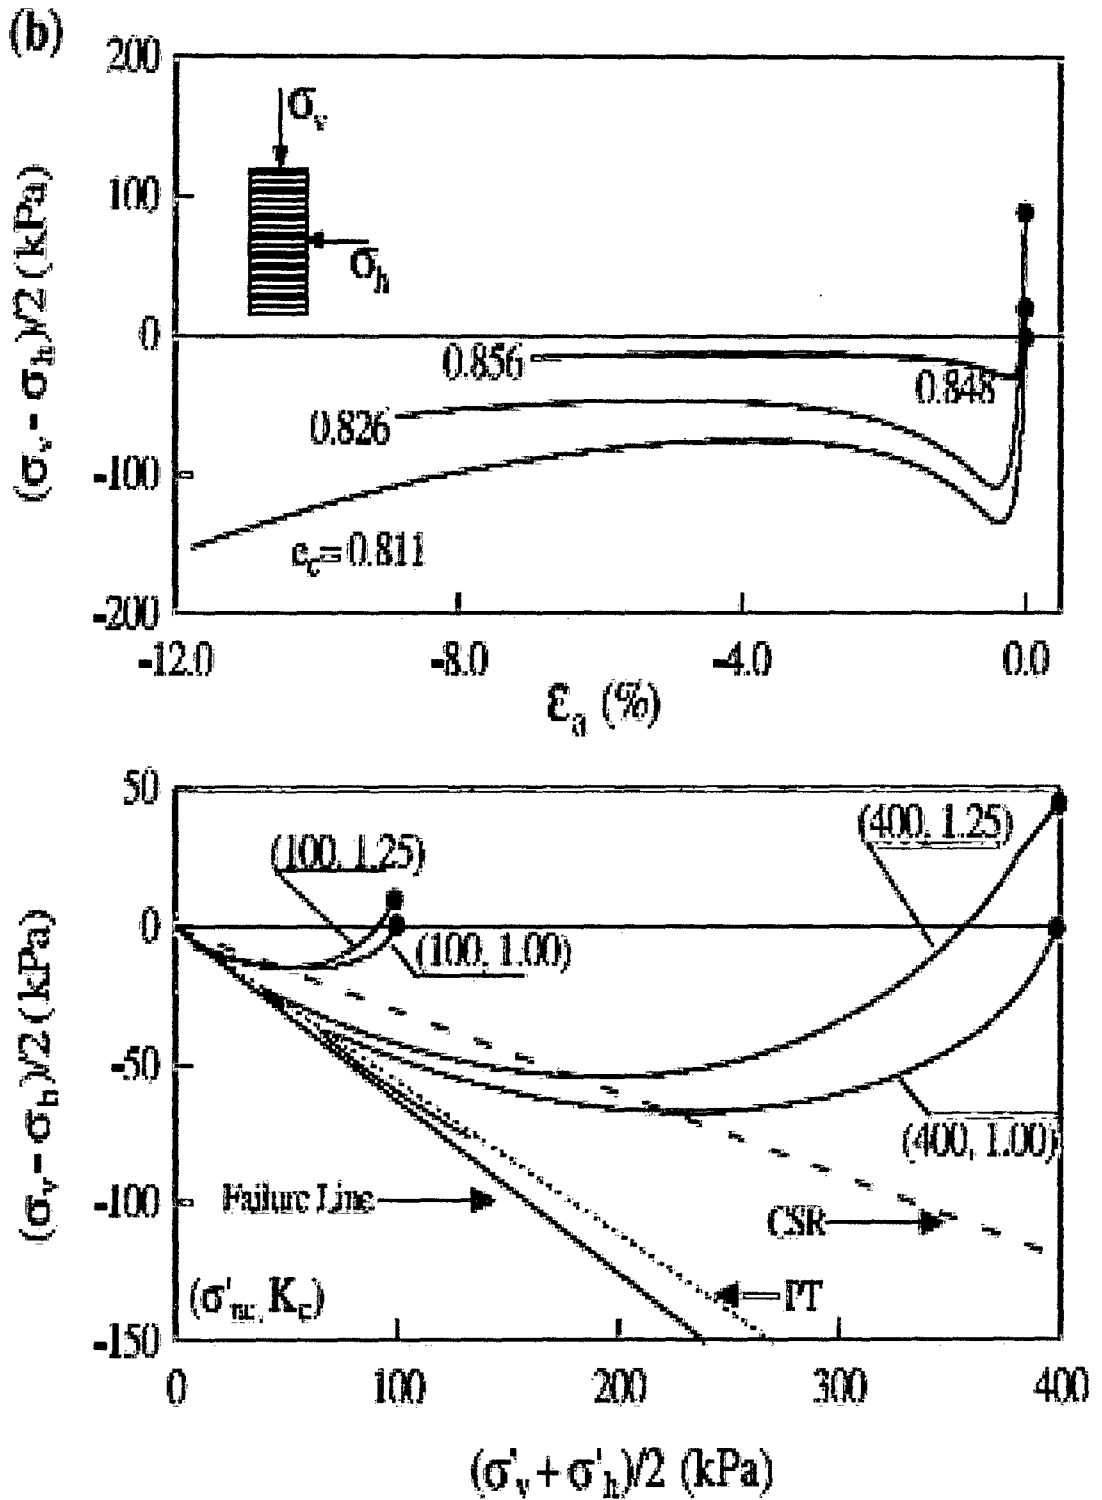 (b)
200
100
0
-100
-200
(σv - σh)/2 (kPa)
σv
σh
0.856
0.848
0.826
ec = 0.811
-12.0 -8.0 -4.0 0.0
εa (%)
50
0
-50
-100
-150
(σv - σh)/2 (kPa)
(100, 1.25)
(400, 1.25)
(100, 1.00)
(400, 1.00)
Failure Line
CSR
PT
(σ'mc, Kc)
0 100 200 300 400
(σ'v + σ'h)/2 (kPa)